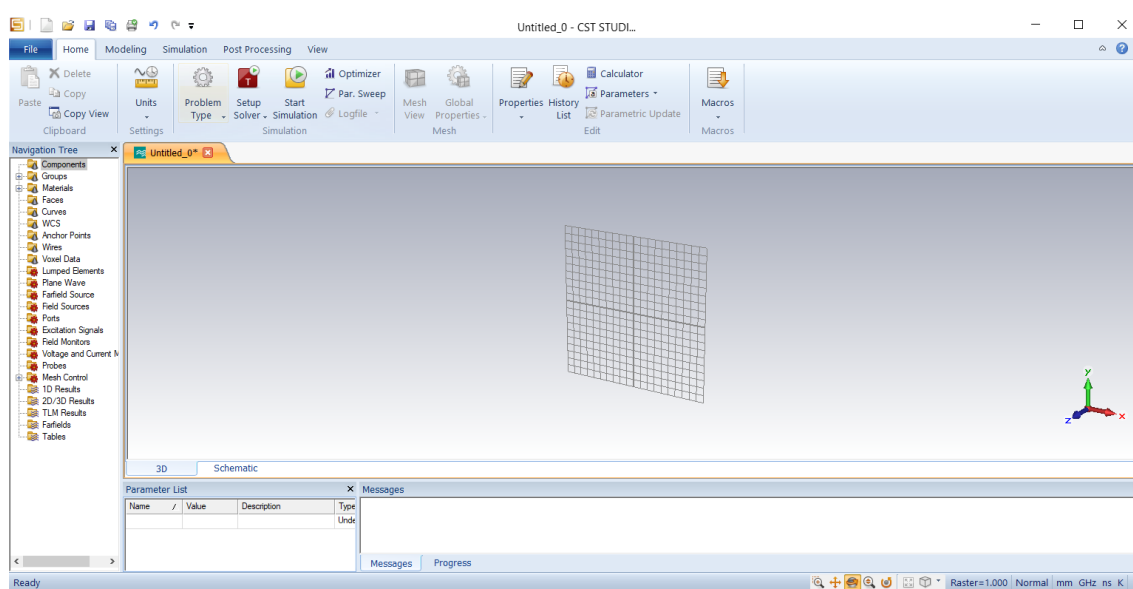 Untitled_0 - CST STUDI...
File Home Modeling Simulation Post Processing View
Paste
Delete
Copy
Copy View
Clipboard
Units
Settings
Problem Type
Setup Solver
Start Simulation
Optimizer
Par. Sweep
Logfile
Simulation
Mesh View
Global Properties
Mesh
Properties
History List
Calculator
Parameters
Parametric Update
Edit
Macros
Macros
Navigation Tree
Untitled_0*
Components
Groups
Materials
Faces
Curves
WCS
Anchor Points
Wires
Voxel Data
Lumped Elements
Plane Wave
Farfield Source
Field Sources
Ports
Excitation Signals
Field Monitors
Voltage and Current M
Probes
Mesh Control
1D Results
2D/3D Results
TLM Results
Farfields
Tables
y
z x
3D Schematic
Parameter List
Name / Value Description Type
Unde
Messages
Messages Progress
Ready
Raster=1.000 Normal mm GHz ns K